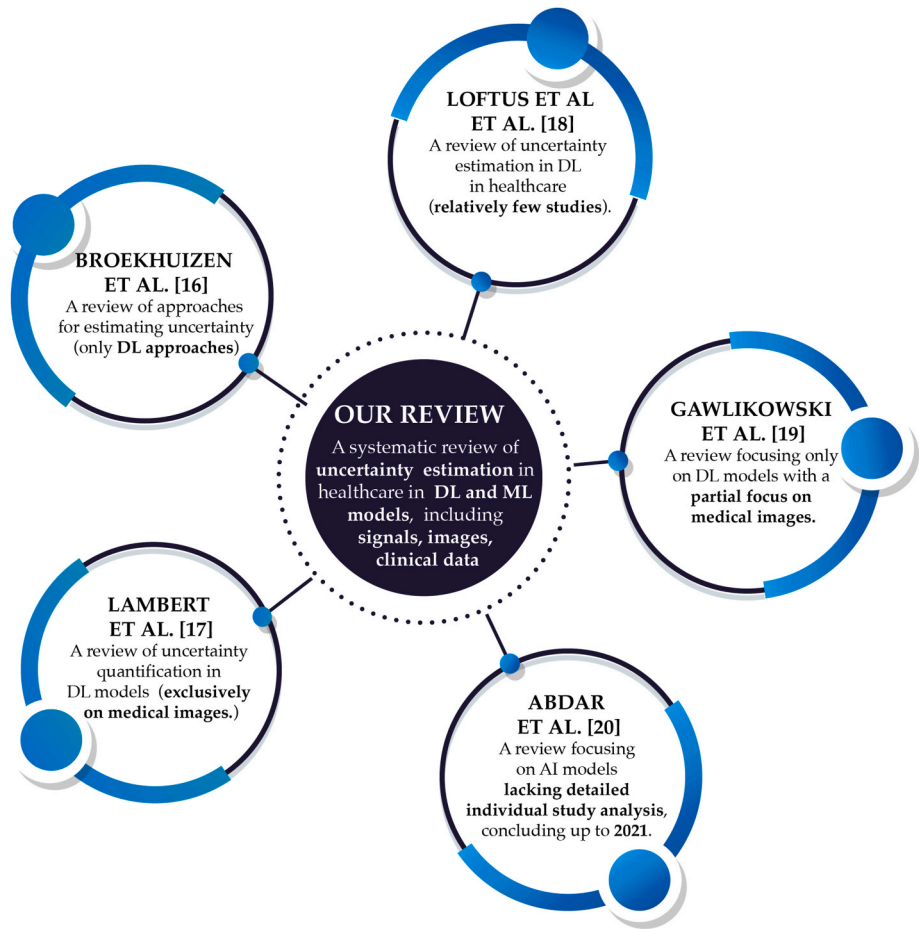 LOFTUS ET AL
ET AL. [18]
A review of uncertainty
estimation in DL
in healthcare
(relatively few studies).
BROEKHUIZEN
ET AL. [16]
A review of approaches
for estimating uncertainty
(only DL approaches)
OUR REVIEW
A systematic review of
uncertainty estimation in
healthcare in DL and ML
models, including
signals, images,
clinical data
GAWLIKOWSKI
ET AL. [19]
A review focusing only
on DL models with a
partial focus on
medical images.
LAMBERT
ET AL. [17]
A review of uncertainty
quantification in
DL models (exclusively
on medical images.)
ABDAR
ET AL. [20]
A review focusing
on AI models
lacking detailed
individual study analysis,
concluding up to 2021.